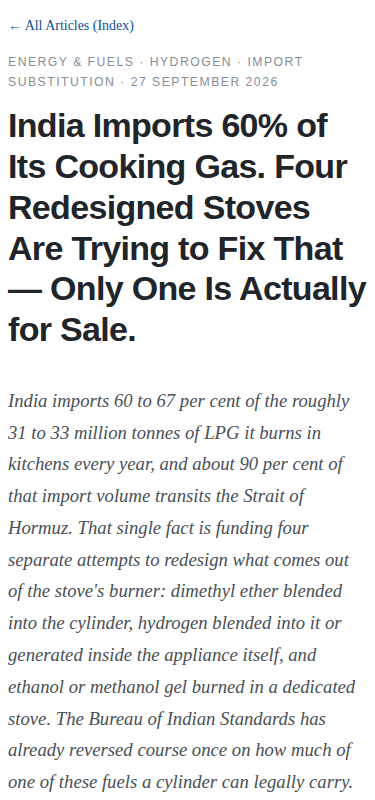 ← All Articles (Index)
ENERGY & FUELS · HYDROGEN · IMPORT
SUBSTITUTION · 27 SEPTEMBER 2026
India Imports 60% of
Its Cooking Gas. Four
Redesigned Stoves
Are Trying to Fix That
— Only One Is Actually
for Sale.
India imports 60 to 67 per cent of the roughly
31 to 33 million tonnes of LPG it burns in
kitchens every year, and about 90 per cent of
that import volume transits the Strait of
Hormuz. That single fact is funding four
separate attempts to redesign what comes out
of the stove's burner: dimethyl ether blended
into the cylinder, hydrogen blended into it or
generated inside the appliance itself, and
ethanol or methanol gel burned in a dedicated
stove. The Bureau of Indian Standards has
already reversed course once on how much of
one of these fuels a cylinder can legally carry.